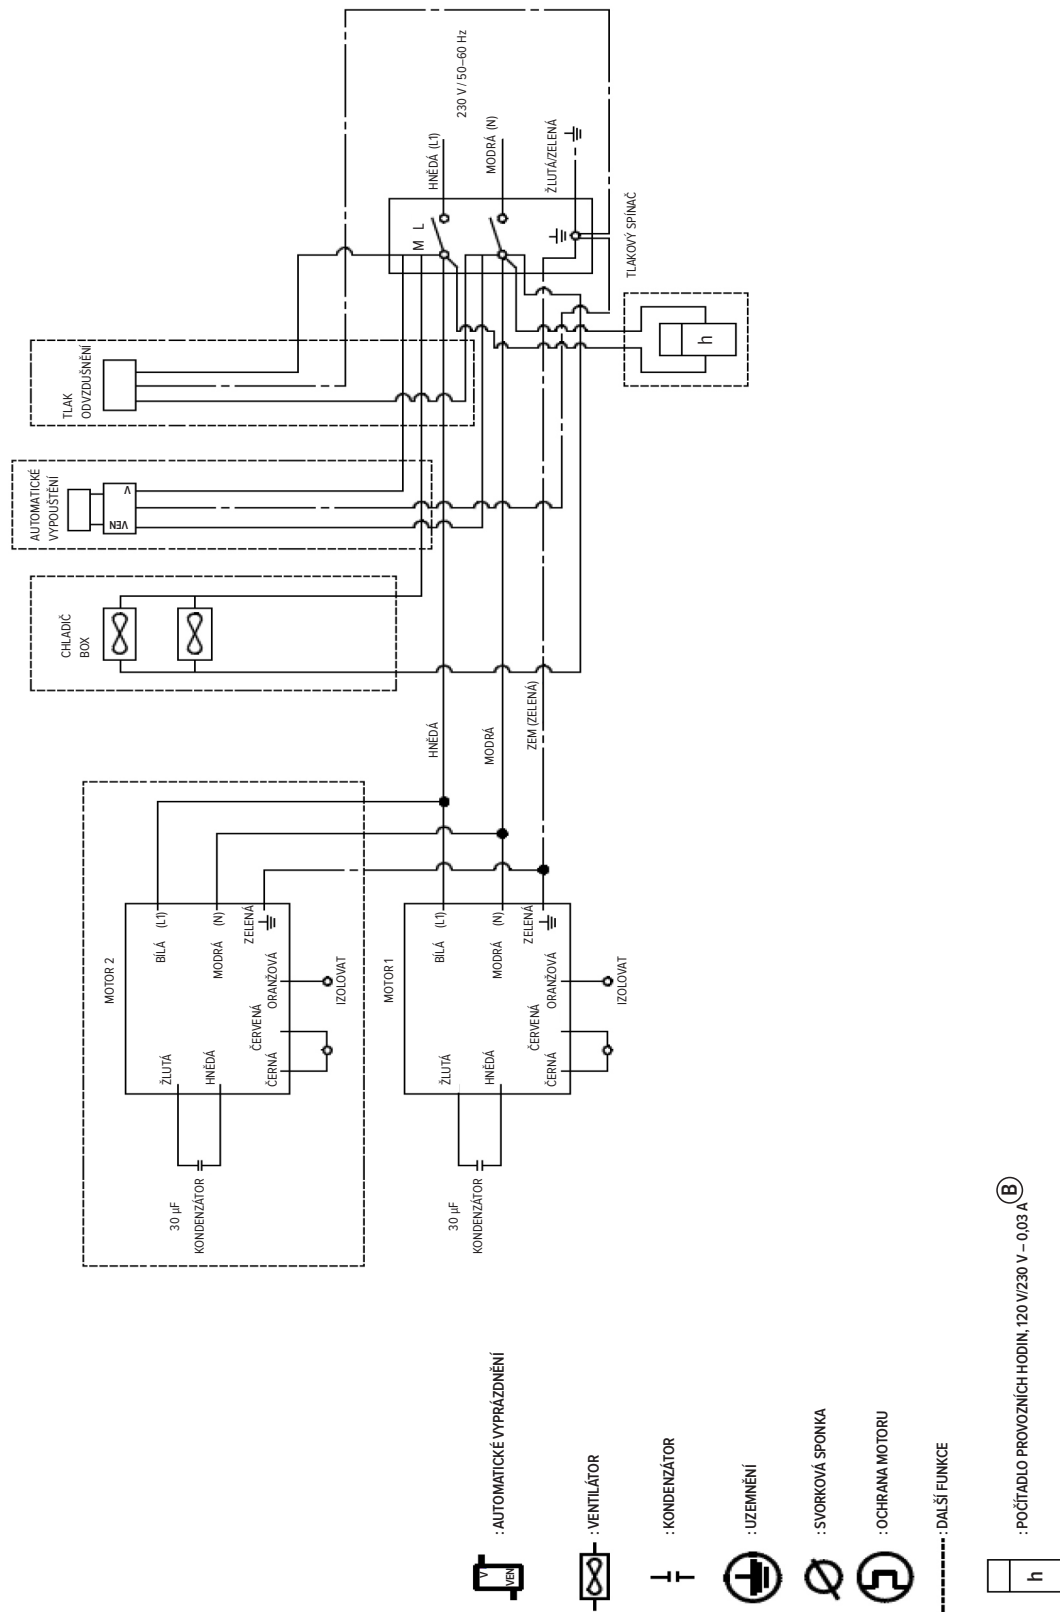 230 V / 50–60 Hz
HNĚDÁ (L1)
MODRÁ (N)
ŽLUTÁ/ZELENÁ
M L
TLAKOVÝ SPÍNAČ
h
TLAK
ODVZDUŠNĚNÍ
AUTOMATICKÉ
VYPOUŠTĚNÍ
VEN
V
CHLADIČ
BOX
HNĚDÁ
MODRÁ
ZEM (ZELENÁ)
MOTOR 2
BÍLÁ (L1)
MODRÁ (N)
ZELENÁ
ORANŽOVÁ
ČERVENÁ
ČERNÁ
ŽLUTÁ
HNĚDÁ
IZOLOVAT
30 µF
KONDENZÁTOR
MOTOR 1
BÍLÁ (L1)
MODRÁ (N)
ZELENÁ
ORANŽOVÁ
ČERVENÁ
ČERNÁ
ŽLUTÁ
HNĚDÁ
IZOLOVAT
30 µF
KONDENZÁTOR
V
VEN
: AUTOMATICKÉ VYPRÁZDNĚNÍ
: VENTILÁTOR
: KONDENZÁTOR
: UZEMNĚNÍ
: SVORKOVÁ SPONKA
: OCHRANA MOTORU
: DALŠÍ FUNKCE
h
: POČÍTADLO PROVOZNÍCH HODIN, 120 V/230 V – 0,03 A
B